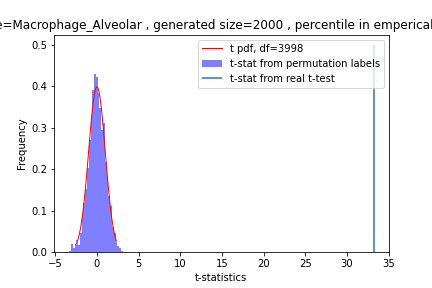 e=Macrophage_Alveolar , generated size=2000 , percentile in emperical
t pdf, df=3998
t-stat from permutation labels
t-stat from real t-test
Frequency
0.5
0.4
0.3
0.2
0.1
0.0
−5 0 5 10 15 20 25 30 35
t-statistics